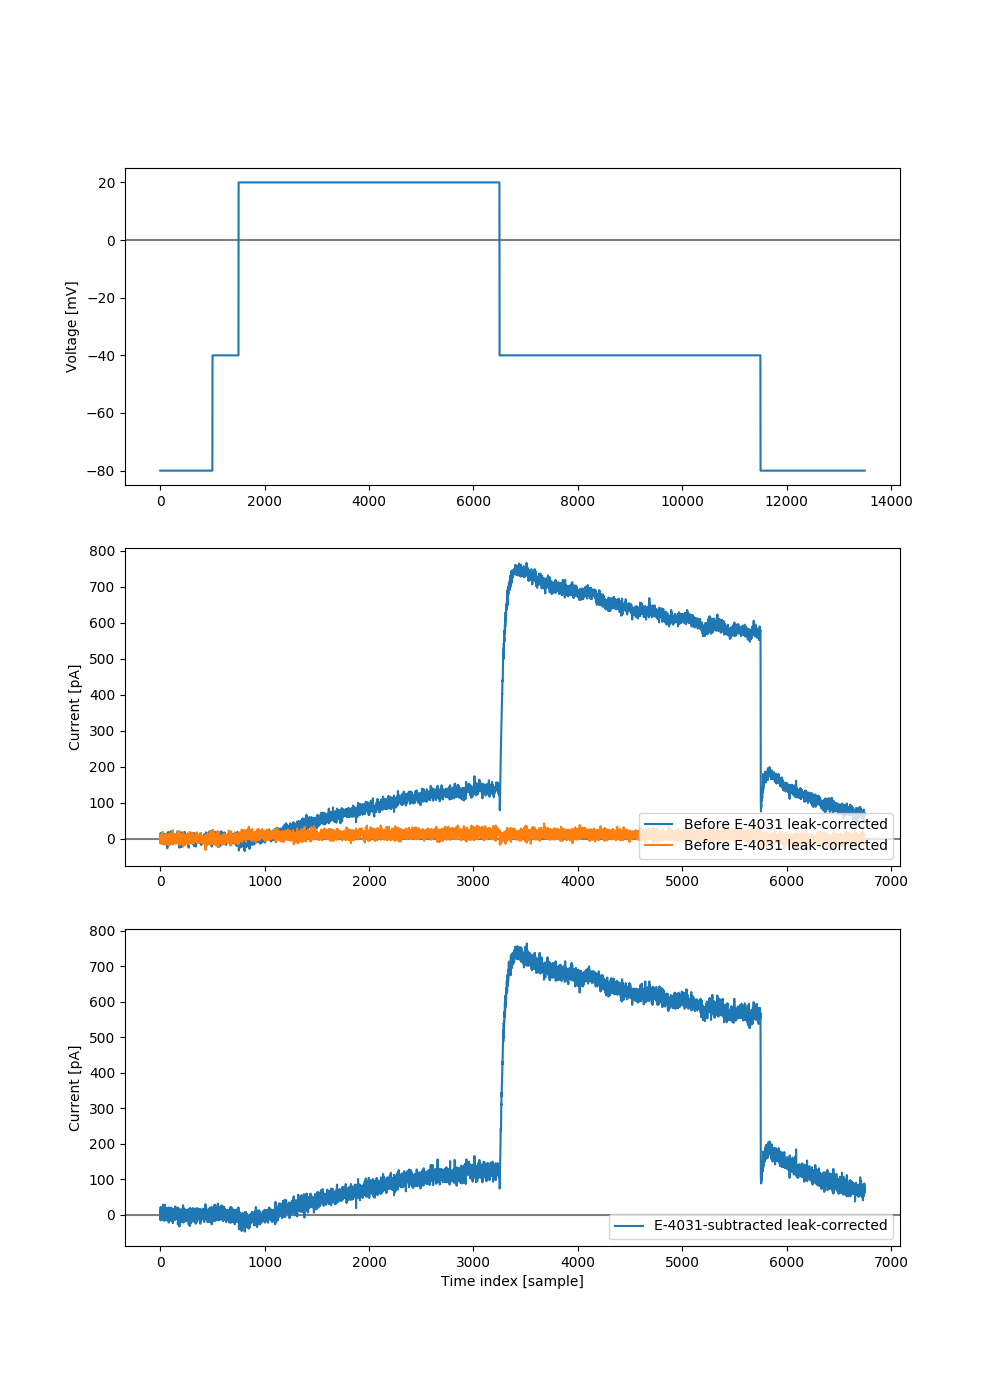 20
0
−20
−40
−60
−80
Voltage [mV]
0 2000 4000 6000 8000 10000 12000 14000
800
700
600
500
400
300
200
100
0
Current [pA]
Before E-4031 leak-corrected
Before E-4031 leak-corrected
0 1000 2000 3000 4000 5000 6000 7000
800
700
600
500
400
300
200
100
0
Current [pA]
E-4031-subtracted leak-corrected
0 1000 2000 3000 4000 5000 6000 7000
Time index [sample]